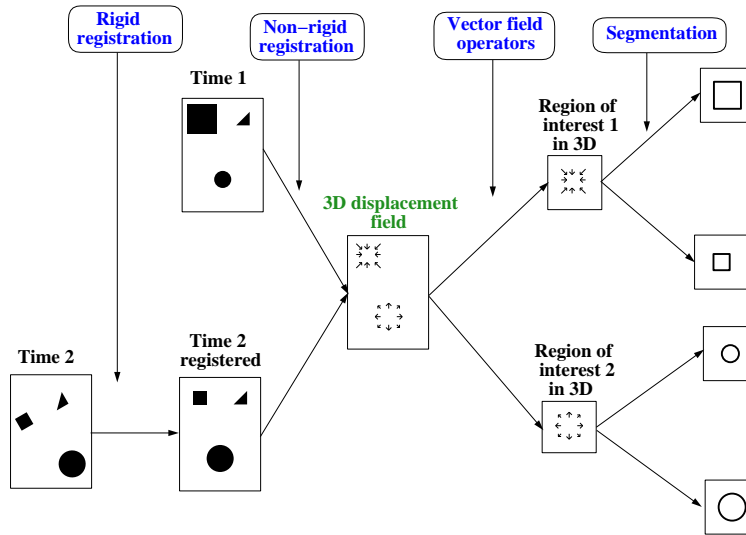 Rigid
registration
Non−rigid
registration
Vector field
operators
Segmentation
Time 1
Region of
interest 1
in 3D
3D displacement
field
Time 2
Time 2
registered
Region of
interest 2
in 3D